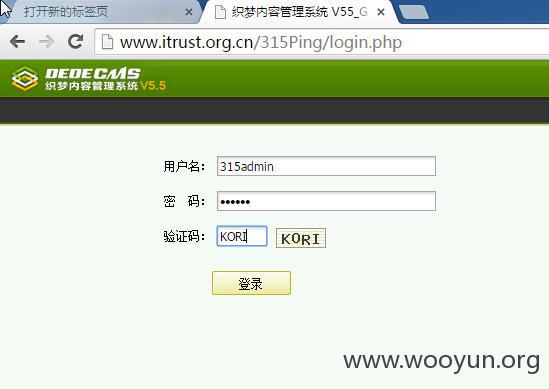 打开新的标签页
织梦内容管理系统 V55_G
www.itrust.org.cn/315Ping/login.php
DEDECMS
织梦内容管理系统 V5.5
用户名: 315admin
密 码: ••••••
验证码: KORI KORI
登录
www.wooyun.org